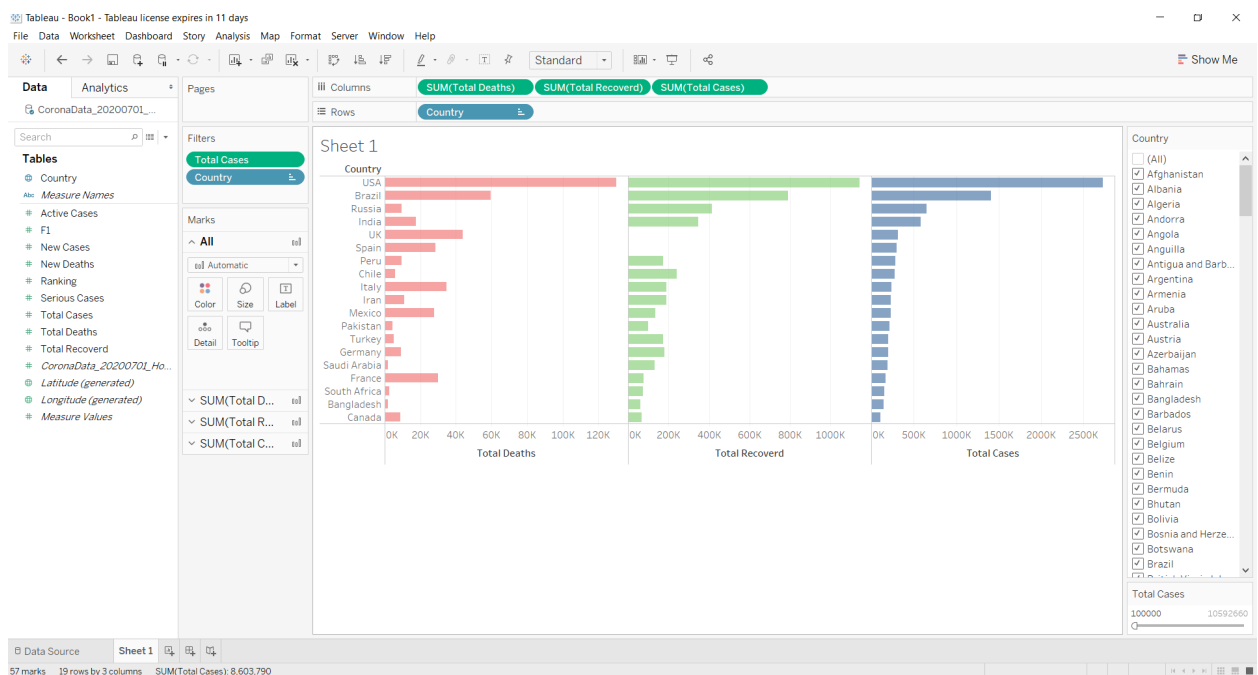 Tableau - Book1 - Tableau license expires in 11 days
File Data Worksheet Dashboard Story Analysis Map Format Server Window Help
Standard
Show Me
Data Analytics
CoronaData_20200701_...
Search
Tables
Country
Abc Measure Names
# Active Cases
# F1
# New Cases
# New Deaths
# Ranking
# Serious Cases
# Total Cases
# Total Deaths
# Total Recoverd
# CoronaData_20200701_Ho...
Latitude (generated)
Longitude (generated)
# Measure Values
Pages
Filters
Total Cases
Country
Marks
All
Automatic
Color Size Label
Detail Tooltip
SUM(Total D...
SUM(Total R...
SUM(Total C...
Columns SUM(Total Deaths) SUM(Total Recoverd) SUM(Total Cases)
Rows Country
Sheet 1
Country
USA
Brazil
Russia
India
UK
Spain
Peru
Chile
Italy
Iran
Mexico
Pakistan
Turkey
Germany
Saudi Arabia
France
South Africa
Bangladesh
Canada
0K 20K 40K 60K 80K 100K 120K 0K 200K 400K 600K 800K 1000K 0K 500K 1000K 1500K 2000K 2500K
Total Deaths Total Recoverd Total Cases
Country
(All)
Afghanistan
Albania
Algeria
Andorra
Angola
Anguilla
Antigua and Barb...
Argentina
Armenia
Aruba
Australia
Austria
Azerbaijan
Bahamas
Bahrain
Bangladesh
Barbados
Belarus
Belgium
Belize
Benin
Bermuda
Bhutan
Bolivia
Bosnia and Herze...
Botswana
Brazil
Total Cases
100000 10592660
Data Source Sheet 1
57 marks 19 rows by 3 columns SUM(Total Cases): 8,603,790